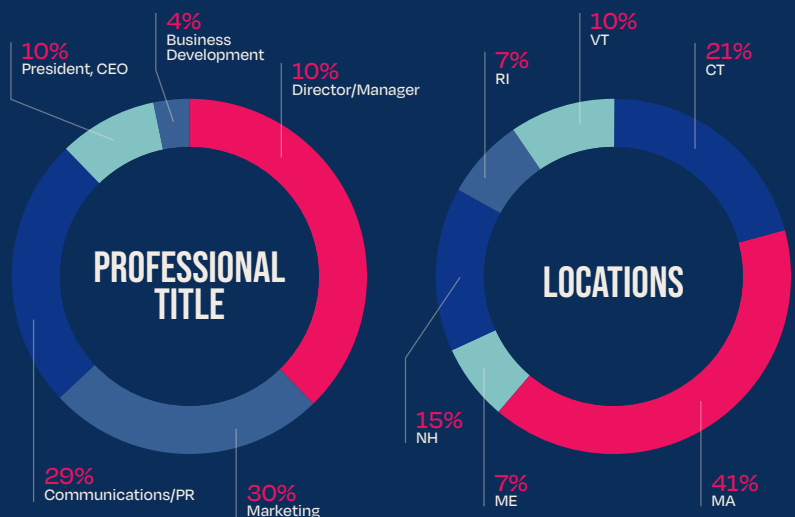 4%
Business
Development
10%
President, CEO
10%
Director/Manager
PROFESSIONAL
TITLE
29%
Communications/PR
30%
Marketing
10%
VT
21%
CT
7%
RI
LOCATIONS
15%
NH
7%
ME
41%
MA